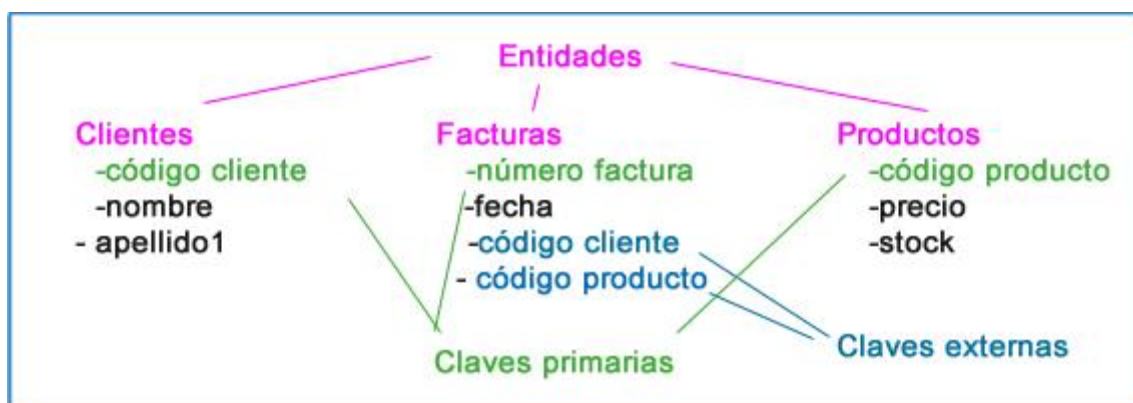 Entidades
Clientes
-código cliente
-nombre
- apellido1
Facturas
-número factura
-fecha
-código cliente
- código producto
Productos
-código producto
-precio
-stock
Claves primarias
Claves externas